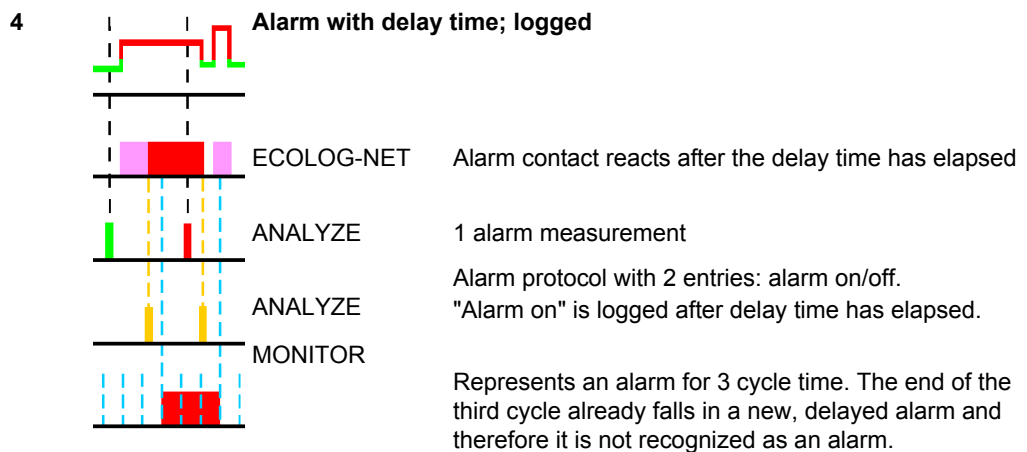 4 Alarm with delay time; logged
ECOLOG-NET Alarm contact reacts after the delay time has elapsed
ANALYZE 1 alarm measurement
Alarm protocol with 2 entries: alarm on/off.
ANALYZE "Alarm on" is logged after delay time has elapsed.
MONITOR
Represents an alarm for 3 cycle time. The end of the
third cycle already falls in a new, delayed alarm and
therefore it is not recognized as an alarm.